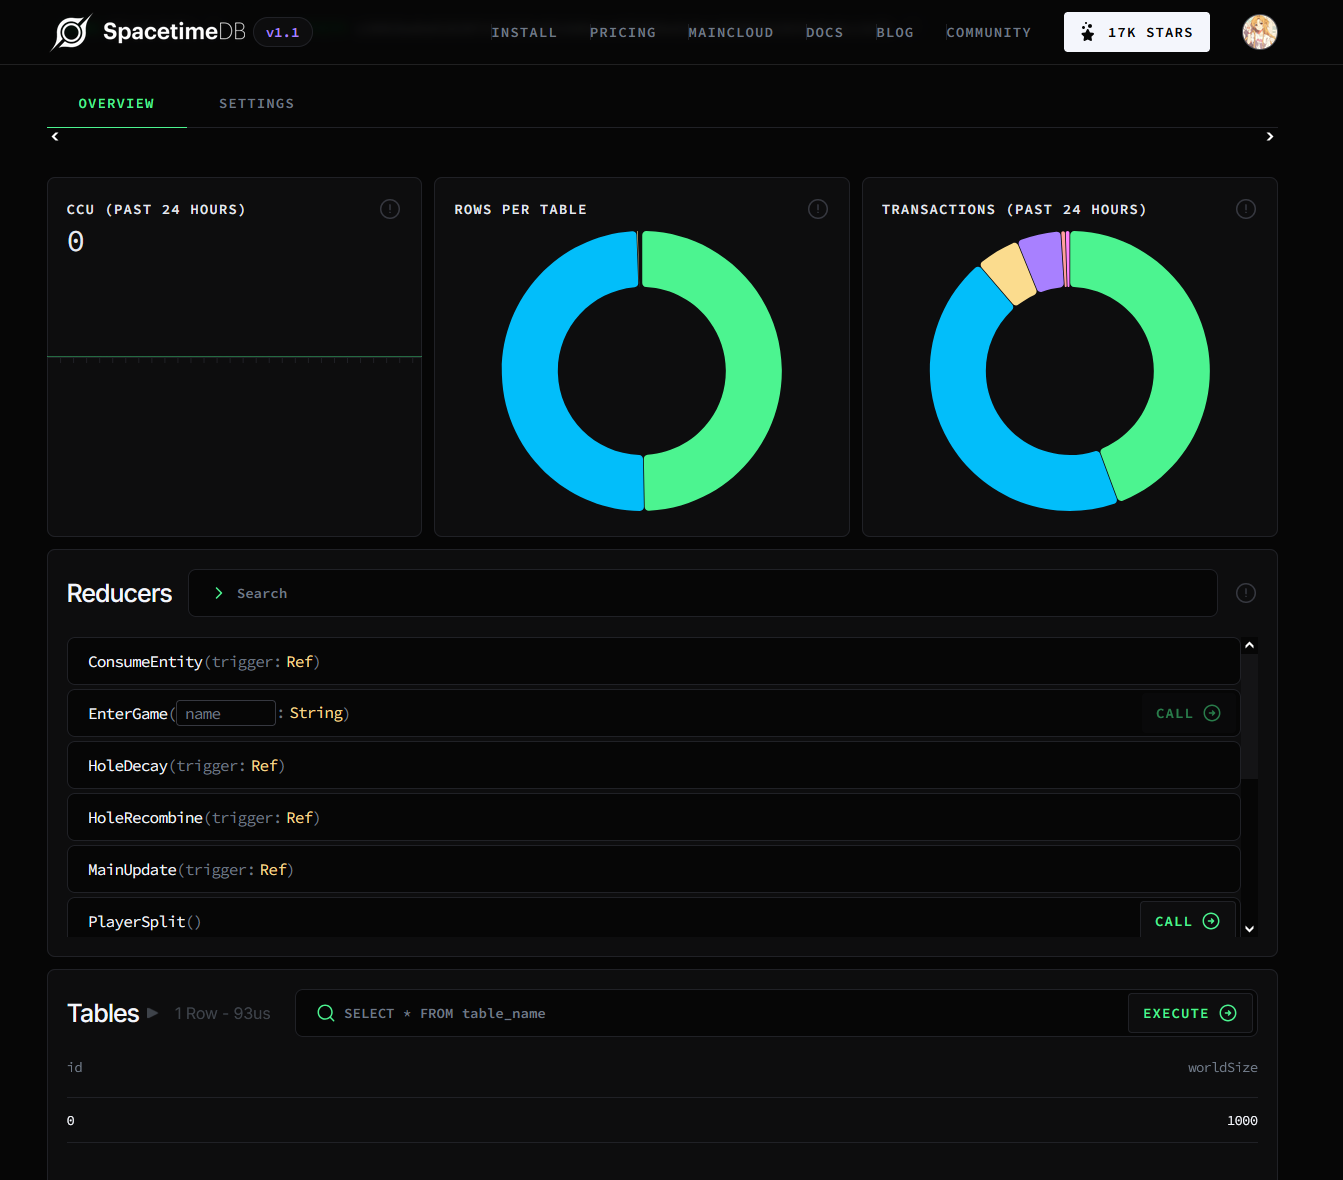 SpacetimeDB v1.1 INSTALL PRICING MAINCLOUD DOCS BLOG COMMUNITY 17K STARS
OVERVIEW SETTINGS
CCU (PAST 24 HOURS)
0
ROWS PER TABLE
TRANSACTIONS (PAST 24 HOURS)
Reducers Search
ConsumeEntity(trigger: Ref)
EnterGame(name: String) CALL
HoleDecay(trigger: Ref)
HoleRecombine(trigger: Ref)
MainUpdate(trigger: Ref)
PlayerSplit() CALL
Tables 1 Row - 93us SELECT * FROM table_name EXECUTE
id worldSize
0 1000